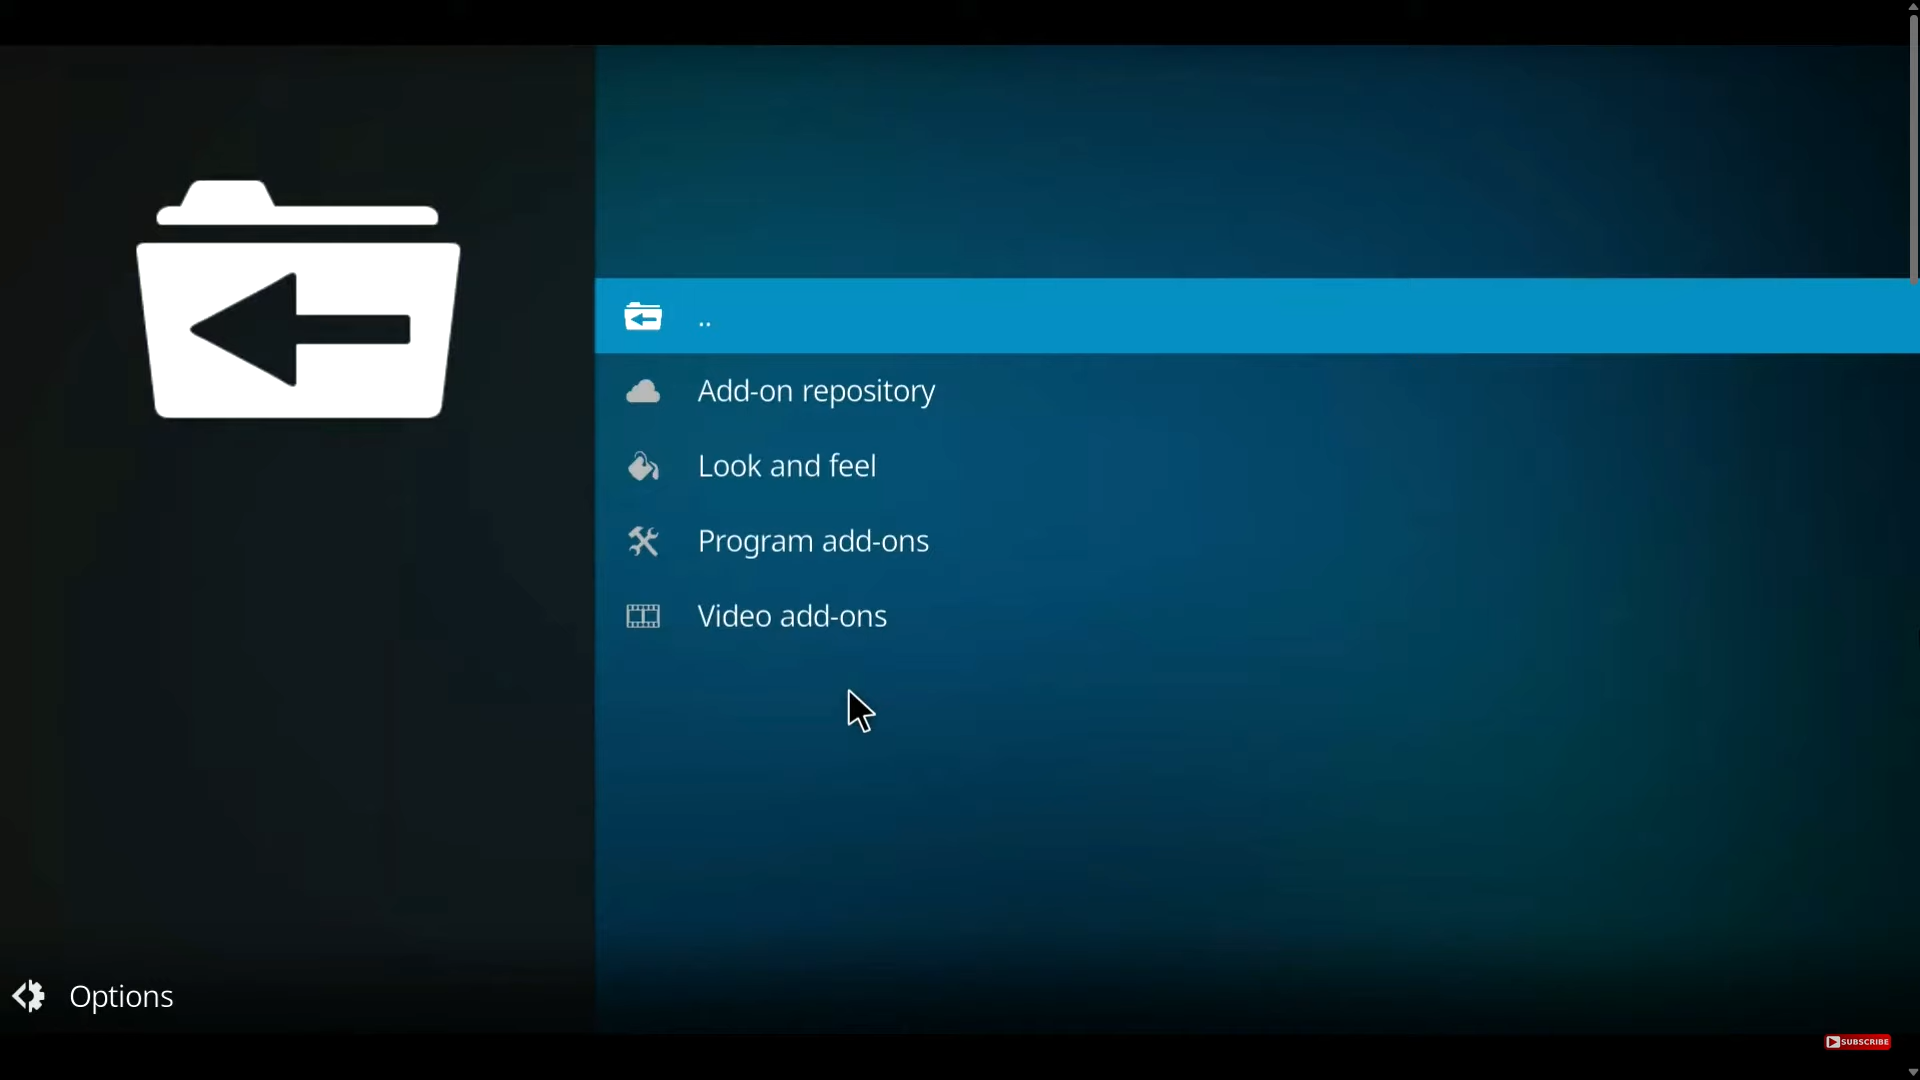 ..
Add-on repository
Look and feel
Program add-ons
Video add-ons
Options
SUBSCRIBE